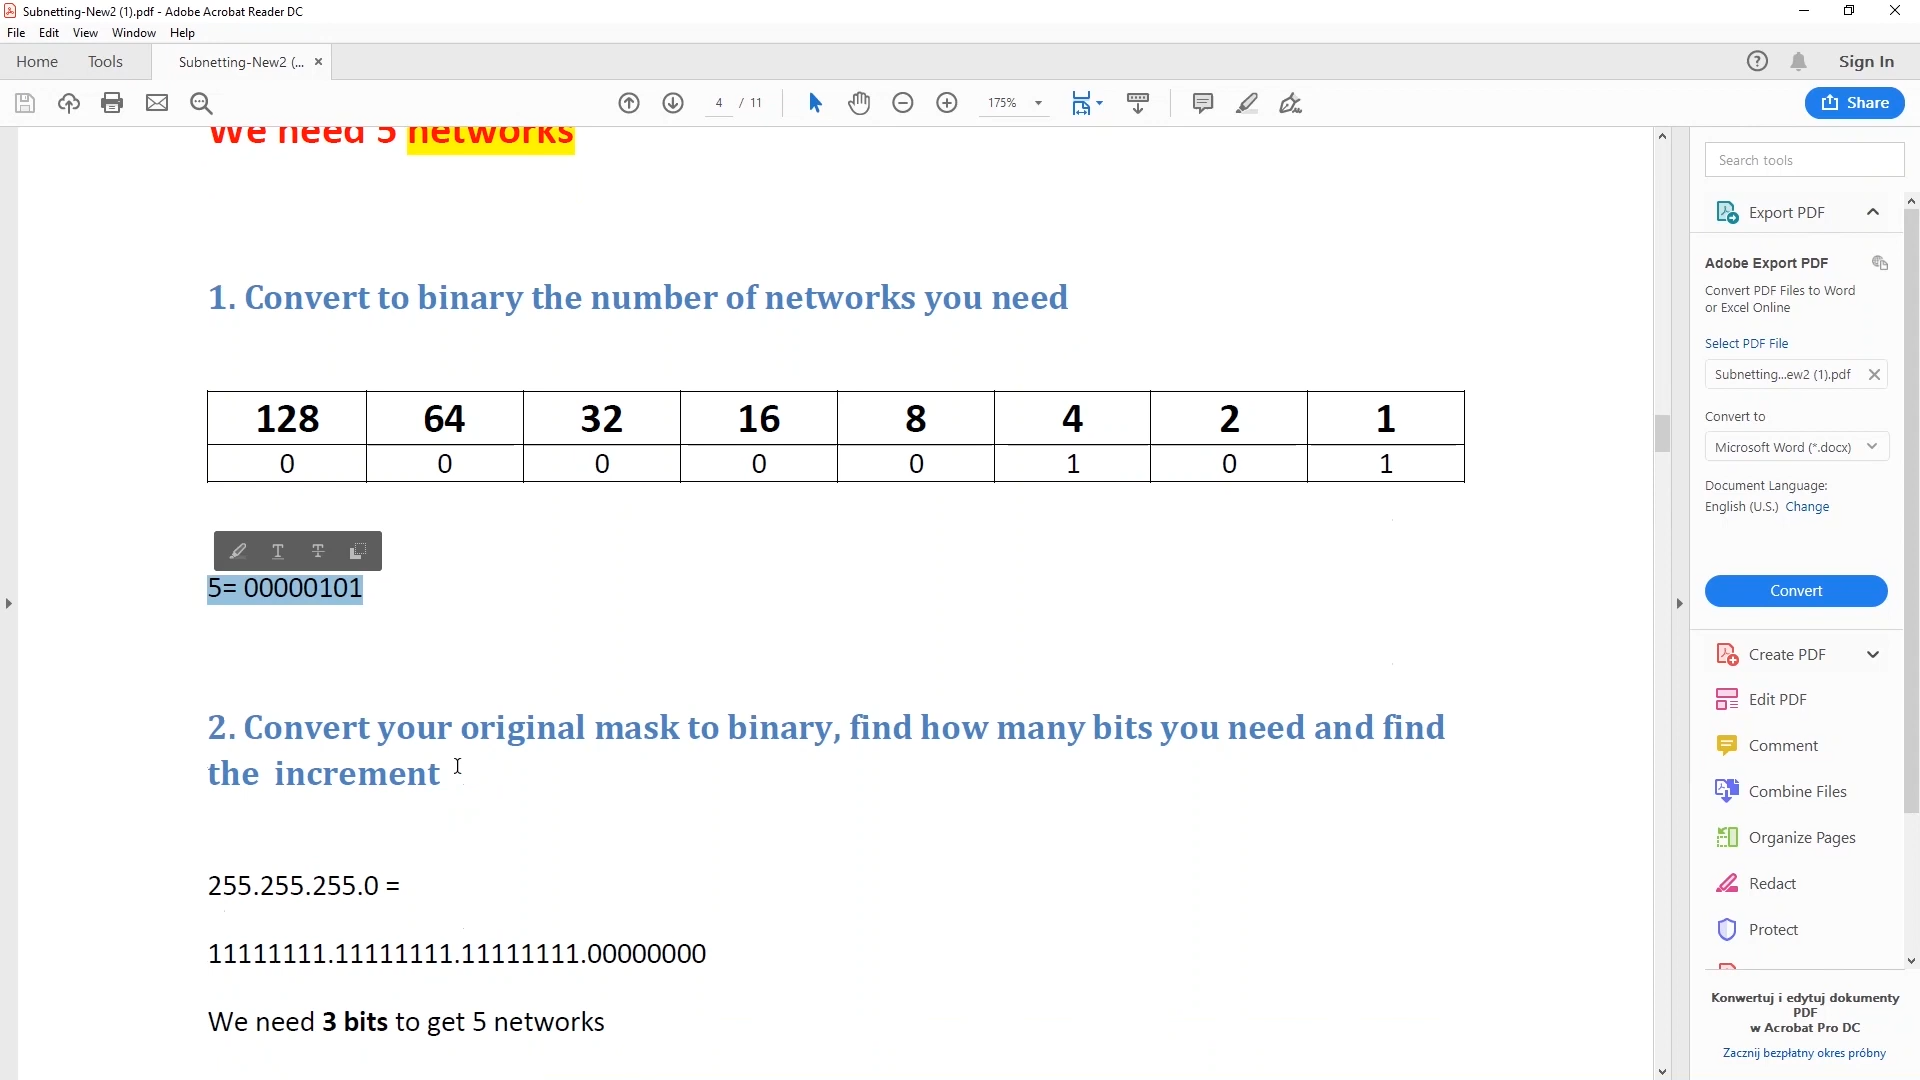 Subnetting-New2 (1).pdf - Adobe Acrobat Reader DC
File Edit View Window Help
Home Tools Subnetting-New2 (... × Sign In
4 / 11 175% Share
We need 5 networks
1. Convert to binary the number of networks you need
128 64 32 16 8 4 2 1
0 0 0 0 0 1 0 1
5= 00000101
2. Convert your original mask to binary, find how many bits you need and find
the increment
255.255.255.0 =
11111111.11111111.11111111.00000000
We need 3 bits to get 5 networks
Search tools
Export PDF
Adobe Export PDF
Convert PDF Files to Word
or Excel Online
Select PDF File
Subnetting...ew2 (1).pdf
Convert to
Microsoft Word (*.docx)
Document Language:
English (U.S.) Change
Convert
Create PDF
Edit PDF
Comment
Combine Files
Organize Pages
Redact
Protect
Konwertuj i edytuj dokumenty
PDF
w Acrobat Pro DC
Zacznij bezpłatny okres próbny